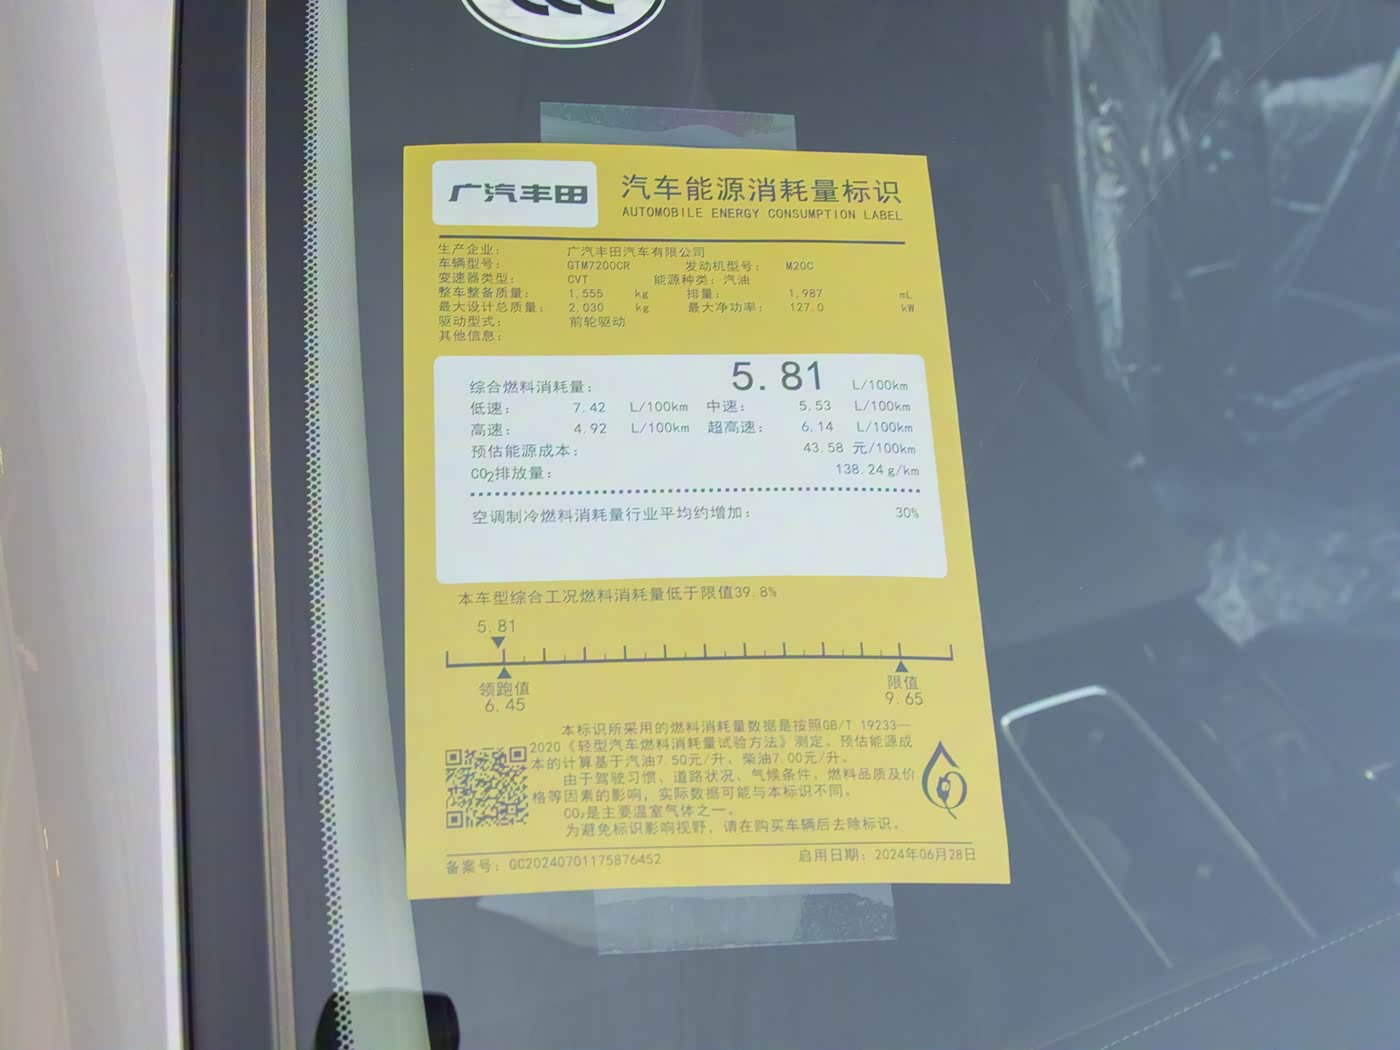 广汽丰田 汽车能源消耗量标识
AUTOMOBILE ENERGY CONSUMPTION LABEL
生产企业: 广汽丰田汽车有限公司
车辆型号: GTM7200CR 发动机型号: M20C
变速器类型: CVT 能源种类: 汽油
整车整备质量: 1,555 kg 排量: 1,987 mL
最大设计总质量: 2,030 kg 最大净功率: 127.0 kW
驱动型式: 前轮驱动
其他信息:
综合燃料消耗量: 5.81 L/100km
低速: 7.42 L/100km 中速: 5.53 L/100km
高速: 4.92 L/100km 超高速: 6.14 L/100km
预估能源成本: 43.58 元/100km
CO2排放量: 138.24 g/km
空调制冷燃料消耗量行业平均约增加: 30%
本车型综合工况燃料消耗量低于限值39.8%
5.81
领跑值 限值
6.45 9.65
本标识所采用的燃料消耗量数据是按照GB/T 19233—
2020《轻型汽车燃料消耗量试验方法》测定。预估能源成
本的计算基于汽油7.50元/升、柴油7.00元/升。
由于驾驶习惯、道路状况、气候条件、燃料品质及价
格等因素的影响，实际数据可能与本标识不同。
CO₂是主要温室气体之一。
为避免标识影响视野，请在购买车辆后去除标识。
备案号: GC20240701175876452 启用日期: 2024年06月28日